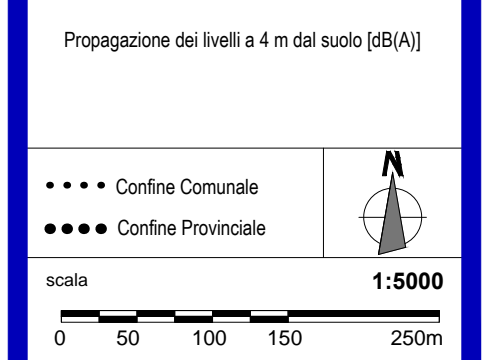 Propagazione dei livelli a 4 m dal suolo [dB(A)]
Confine Comunale
Confine Provinciale
N
scala 1:5000
0 50 100 150 250m